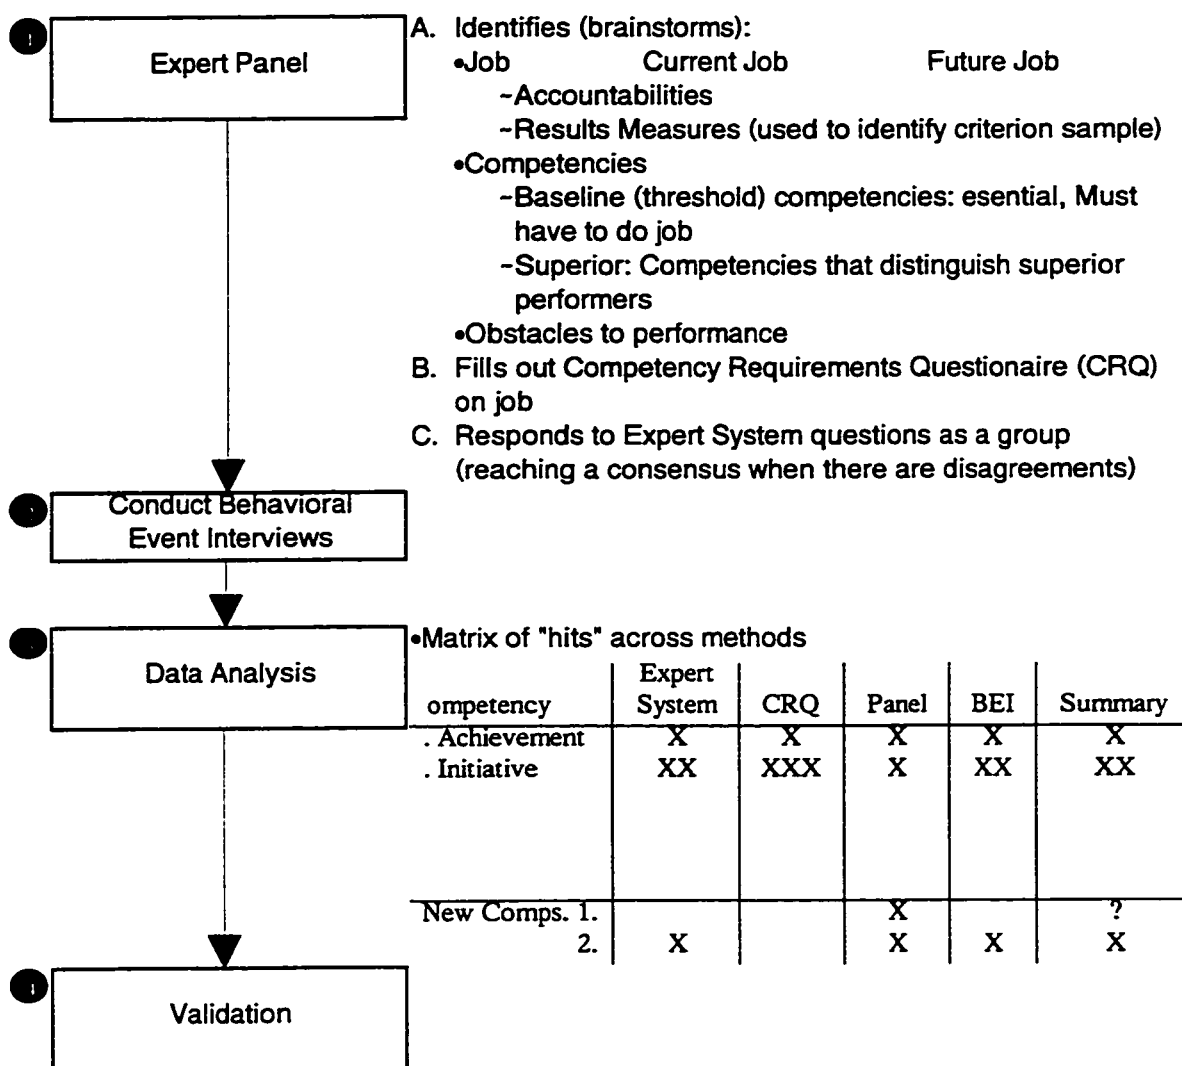 Expert Panel
A. Identifies (brainstorms):
•Job Current Job Future Job
-Accountabilities
-Results Measures (used to identify criterion sample)
•Competencies
-Baseline (threshold) competencies: esential, Must
have to do job
-Superior: Competencies that distinguish superior
performers
•Obstacles to performance
B. Fills out Competency Requirements Questionaire (CRQ)
on job
C. Responds to Expert System questions as a group
(reaching a consensus when there are disagreements)
Conduct Behavioral
Event Interviews
Data Analysis
•Matrix of "hits" across methods
Expert
ompetency System CRQ Panel BEI Summary
. Achievement X X X X X
. Initiative XX XXX X XX XX
New Comps. 1. X ?
2. X X X X
Validation